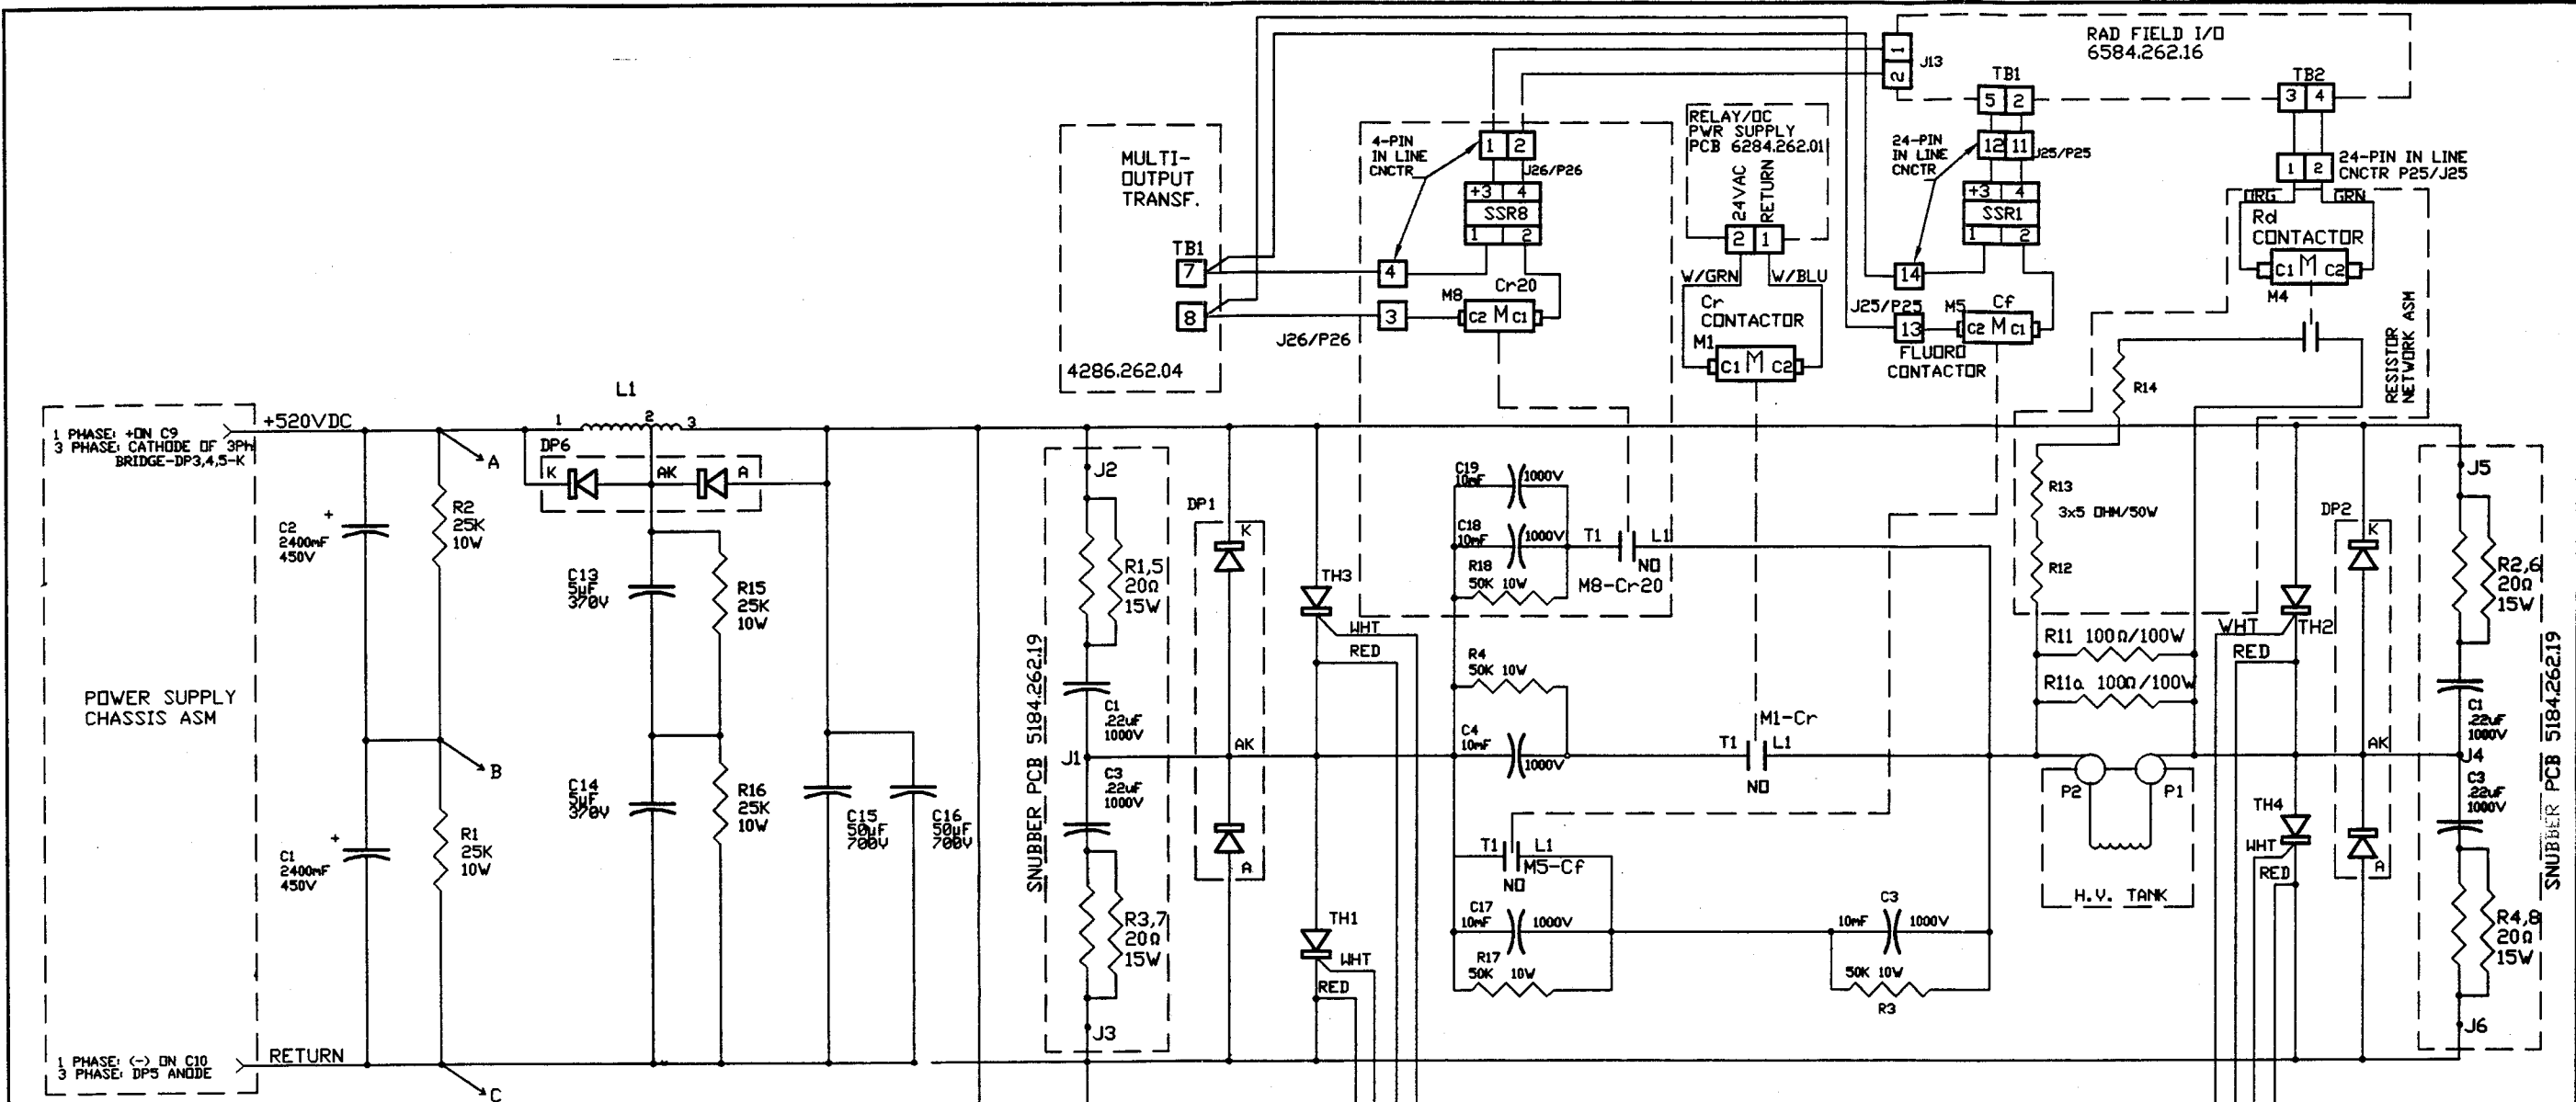 RAD FIELD I/O
6584.262.16
1
2
J13
TB1
5 2
TB2
3 4
MULTI-
OUTPUT
TRANSF.
TB1
7
8
4286.262.04
4-PIN
IN LINE
CNCTR
1 2
J26/P26
+3 4
SSR8
1 2
4
3
J26/P26
M8
Cr20
C2 M C1
RELAY/DC
PWR SUPPLY
PCB 6284.262.01
24VAC
RETURN
2 1
W/GRN
W/BLU
Cr
CONTACTOR
M1
C1 M C2
24-PIN
IN LINE
CNCTR
12 11
J25/P25
+3 4
SSR1
1 2
14
J25/P25
M5
Cf
13
C2 M C1
FLUORO
CONTACTOR
24-PIN IN LINE
CNCTR P25/J25
1 2
ORG
GRN
Rd
CONTACTOR
C1 M C2
M4
RESISTOR
NETWORK ASM
R14
R13
3x5 OHM/50W
R12
1 PHASE: +ON C9
3 PHASE: CATHODE OF 3Ph
BRIDGE-DP3,4,5-K
+520VDC
POWER SUPPLY
CHASSIS ASM
1 PHASE: (-) ON C10
3 PHASE: DP5 ANODE
RETURN
A
B
C
C2
2400mF
450V
+
R2
25K
10W
C1
2400mF
450V
+
R1
25K
10W
L1
1
2
3
DP6
K
AK
A
C13
5µF
370V
R15
25K
10W
C14
5µF
370V
R16
25K
10W
C15
50µF
700V
C16
50µF
700V
SNUBBER PCB 5184.262.19
J2
R1,5
20Ω
15W
C1
.22uF
1000V
J1
C3
.22uF
1000V
R3,7
20Ω
15W
J3
DP1
K
AK
A
TH3
WHT
RED
TH1
WHT
RED
C19
10mF
1000V
C18
10mF
1000V
R18
50K 10W
T1
L1
NO
M8-Cr20
R4
50K 10W
C4
10mF
1000V
M1-Cr
T1
L1
NO
T1
L1
M5-Cf
NO
C17
10mF
1000V
R17
50K 10W
C3
10mF
1000V
50K 10W
R3
R11 100Ω/100W
R11a 100Ω/100W
P2
P1
H.V. TANK
WHT
TH2
RED
TH4
WHT
RED
DP2
K
AK
A
J5
R2,6
20Ω
15W
C1
.22uF
1000V
J4
C3
.22uF
1000V
R4,8
20Ω
15W
J6
SNUBBER PCB 5184.262.19